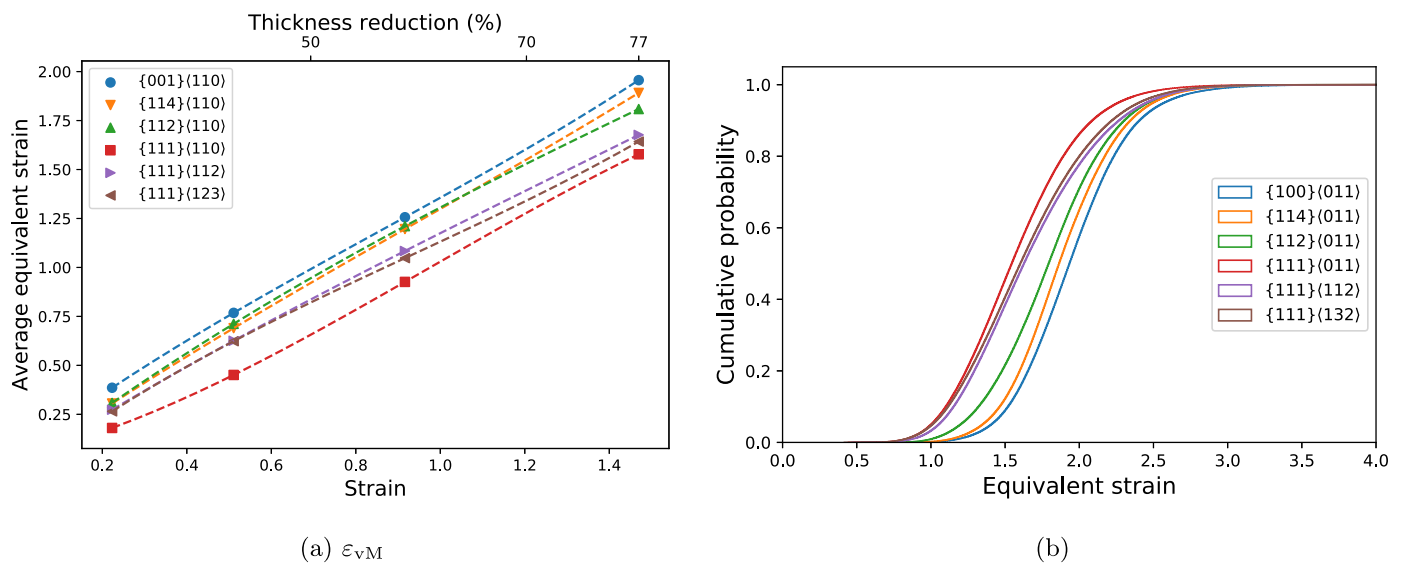 Thickness reduction (%)
50 70 77
2.00
1.75
1.50
1.25
1.00
0.75
0.50
0.25
Average equivalent strain
{001}⟨110⟩
{114}⟨110⟩
{112}⟨110⟩
{111}⟨110⟩
{111}⟨112⟩
{111}⟨123⟩
0.2 0.4 0.6 0.8 1.0 1.2 1.4
Strain
(a) εvM
1.0
0.8
0.6
0.4
0.2
0.0
Cumulative probability
{100}⟨011⟩
{114}⟨011⟩
{112}⟨011⟩
{111}⟨011⟩
{111}⟨112⟩
{111}⟨132⟩
0.0 0.5 1.0 1.5 2.0 2.5 3.0 3.5 4.0
Equivalent strain
(b)